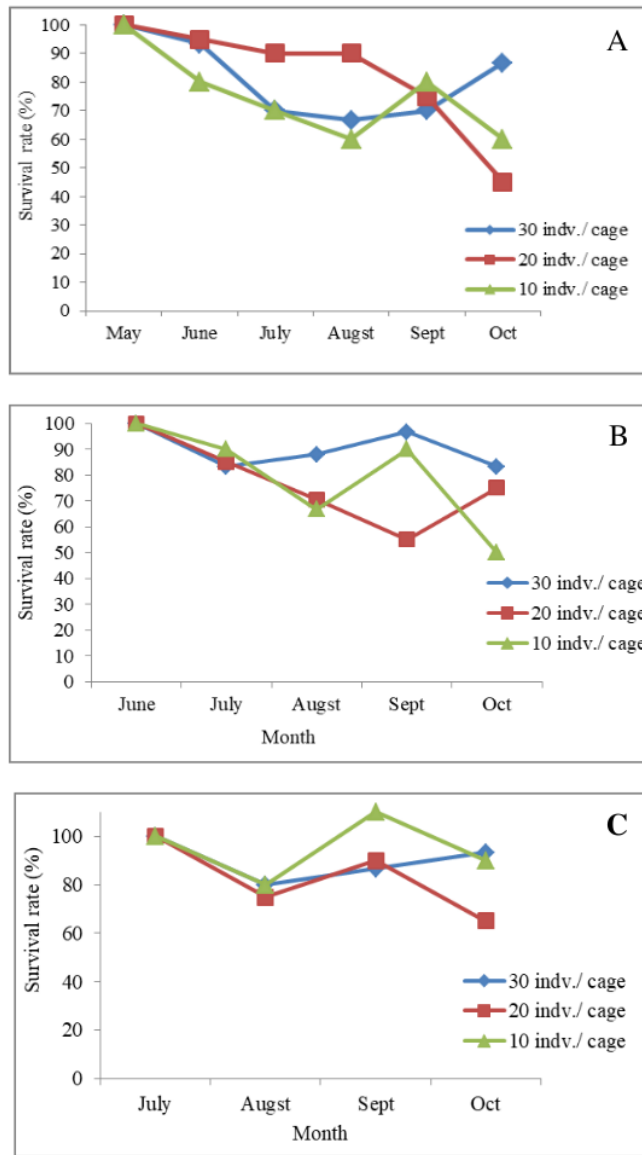 A
Survival rate (%)
100
90
80
70
60
50
40
30
20
10
0
30 indv./ cage
20 indv./ cage
10 indv./ cage
May June July Augst Sept Oct
B
Survival rate (%)
100
90
80
70
60
50
40
30
20
10
0
30 indv./ cage
20 indv./ cage
10 indv./ cage
June July Augst Sept Oct
Month
C
Survival rate (%)
100
80
60
40
20
0
30 indv./ cage
20 indv./ cage
10 indv./ cage
July Augst Sept Oct
Month